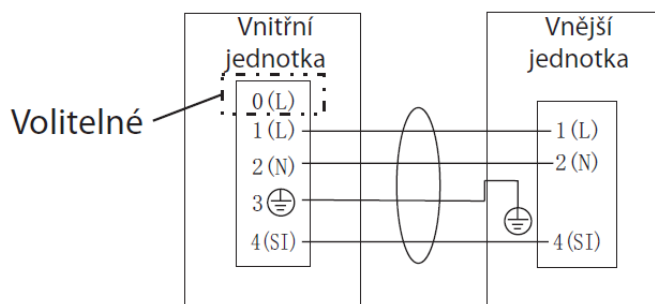 Vnitřní
jednotka
Vnější
jednotka
Volitelné
0(L)
1(L)
2(N)
3
4(SI)
1(L)
2(N)
4(SI)